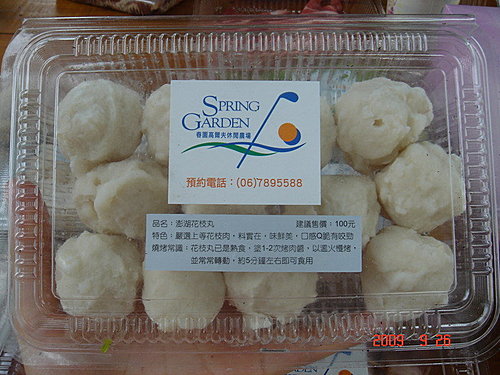 SPRING
GARDEN
春園高爾夫休閒農場
預約電話：(06)7895588
品名：澎湖花枝丸 建議售價：100元
特色：嚴選上等花枝肉，料實在，味鮮美，口感Q脆有咬勁
燒烤常識：花枝丸已是熟食，塗1-2次烤肉醬，以溫火慢烤，
並常常轉動，約5分鐘左右即可食用
GARDEN
2009 9 26